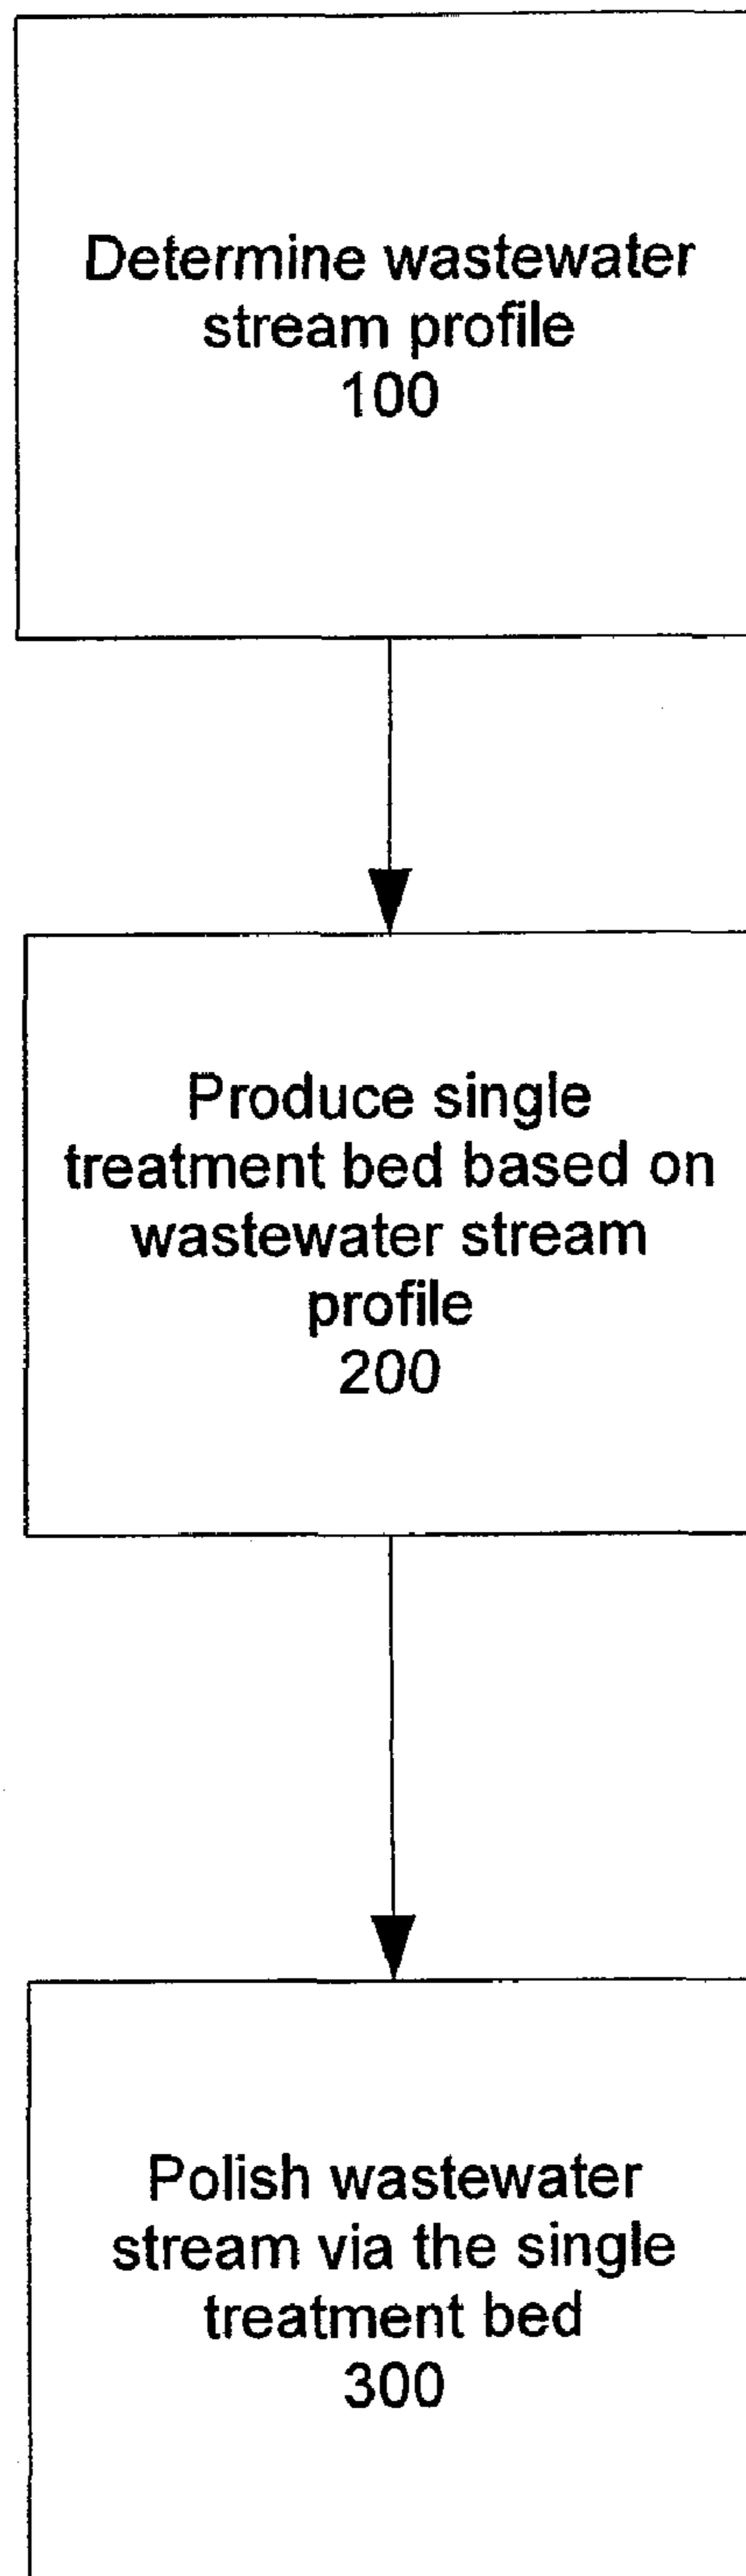 Determine wastewater
stream profile
100
Produce single
treatment bed based on
wastewater stream
profile
200
Polish wastewater
stream via the single
treatment bed
300